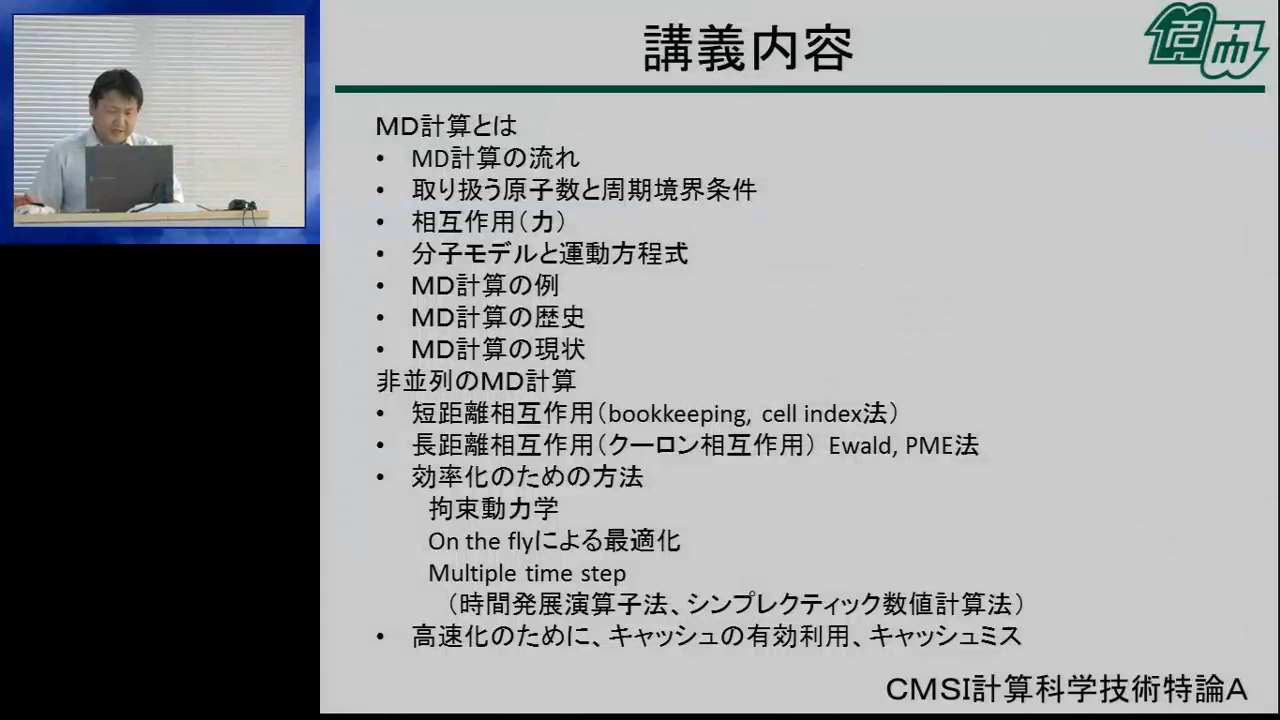 講義内容
MD計算とは
• MD計算の流れ
• 取り扱う原子数と周期境界条件
• 相互作用（力）
• 分子モデルと運動方程式
• MD計算の例
• MD計算の歴史
• MD計算の現状
非並列のMD計算
• 短距離相互作用（bookkeeping, cell index法）
• 長距離相互作用（クーロン相互作用） Ewald, PME法
• 効率化のための方法
拘束動力学
On the flyによる最適化
Multiple time step
（時間発展演算子法、シンプレクティック数値計算法）
• 高速化のために、キャッシュの有効利用、キャッシュミス
CMSI計算科学技術特論A